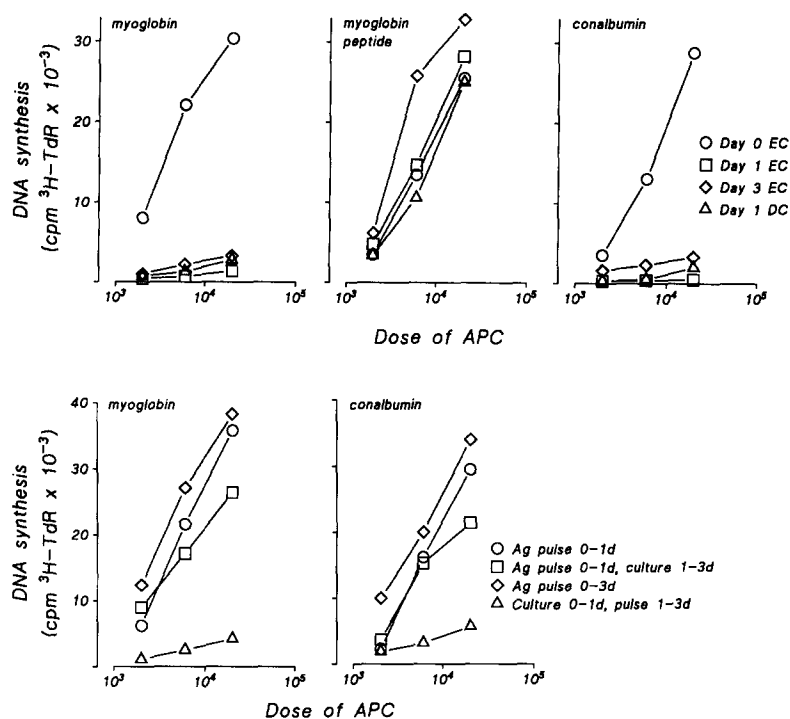 myoglobin
myoglobin
peptide
conalbumin
DNA synthesis
(cpm ³H-TdR x 10⁻³)
30
20
10
○ Day 0 EC
□ Day 1 EC
◇ Day 3 EC
△ Day 1 DC
10³ 10⁴ 10⁵
10³ 10⁴ 10⁵
10³ 10⁴ 10⁵
Dose of APC
myoglobin
conalbumin
DNA synthesis
(cpm ³H-TdR x 10⁻³)
40
30
20
10
○ Ag pulse 0-1d
□ Ag pulse 0-1d, culture 1-3d
◇ Ag pulse 0-3d
△ Culture 0-1d, pulse 1-3d
10³ 10⁴ 10⁵
10³ 10⁴ 10⁵
Dose of APC